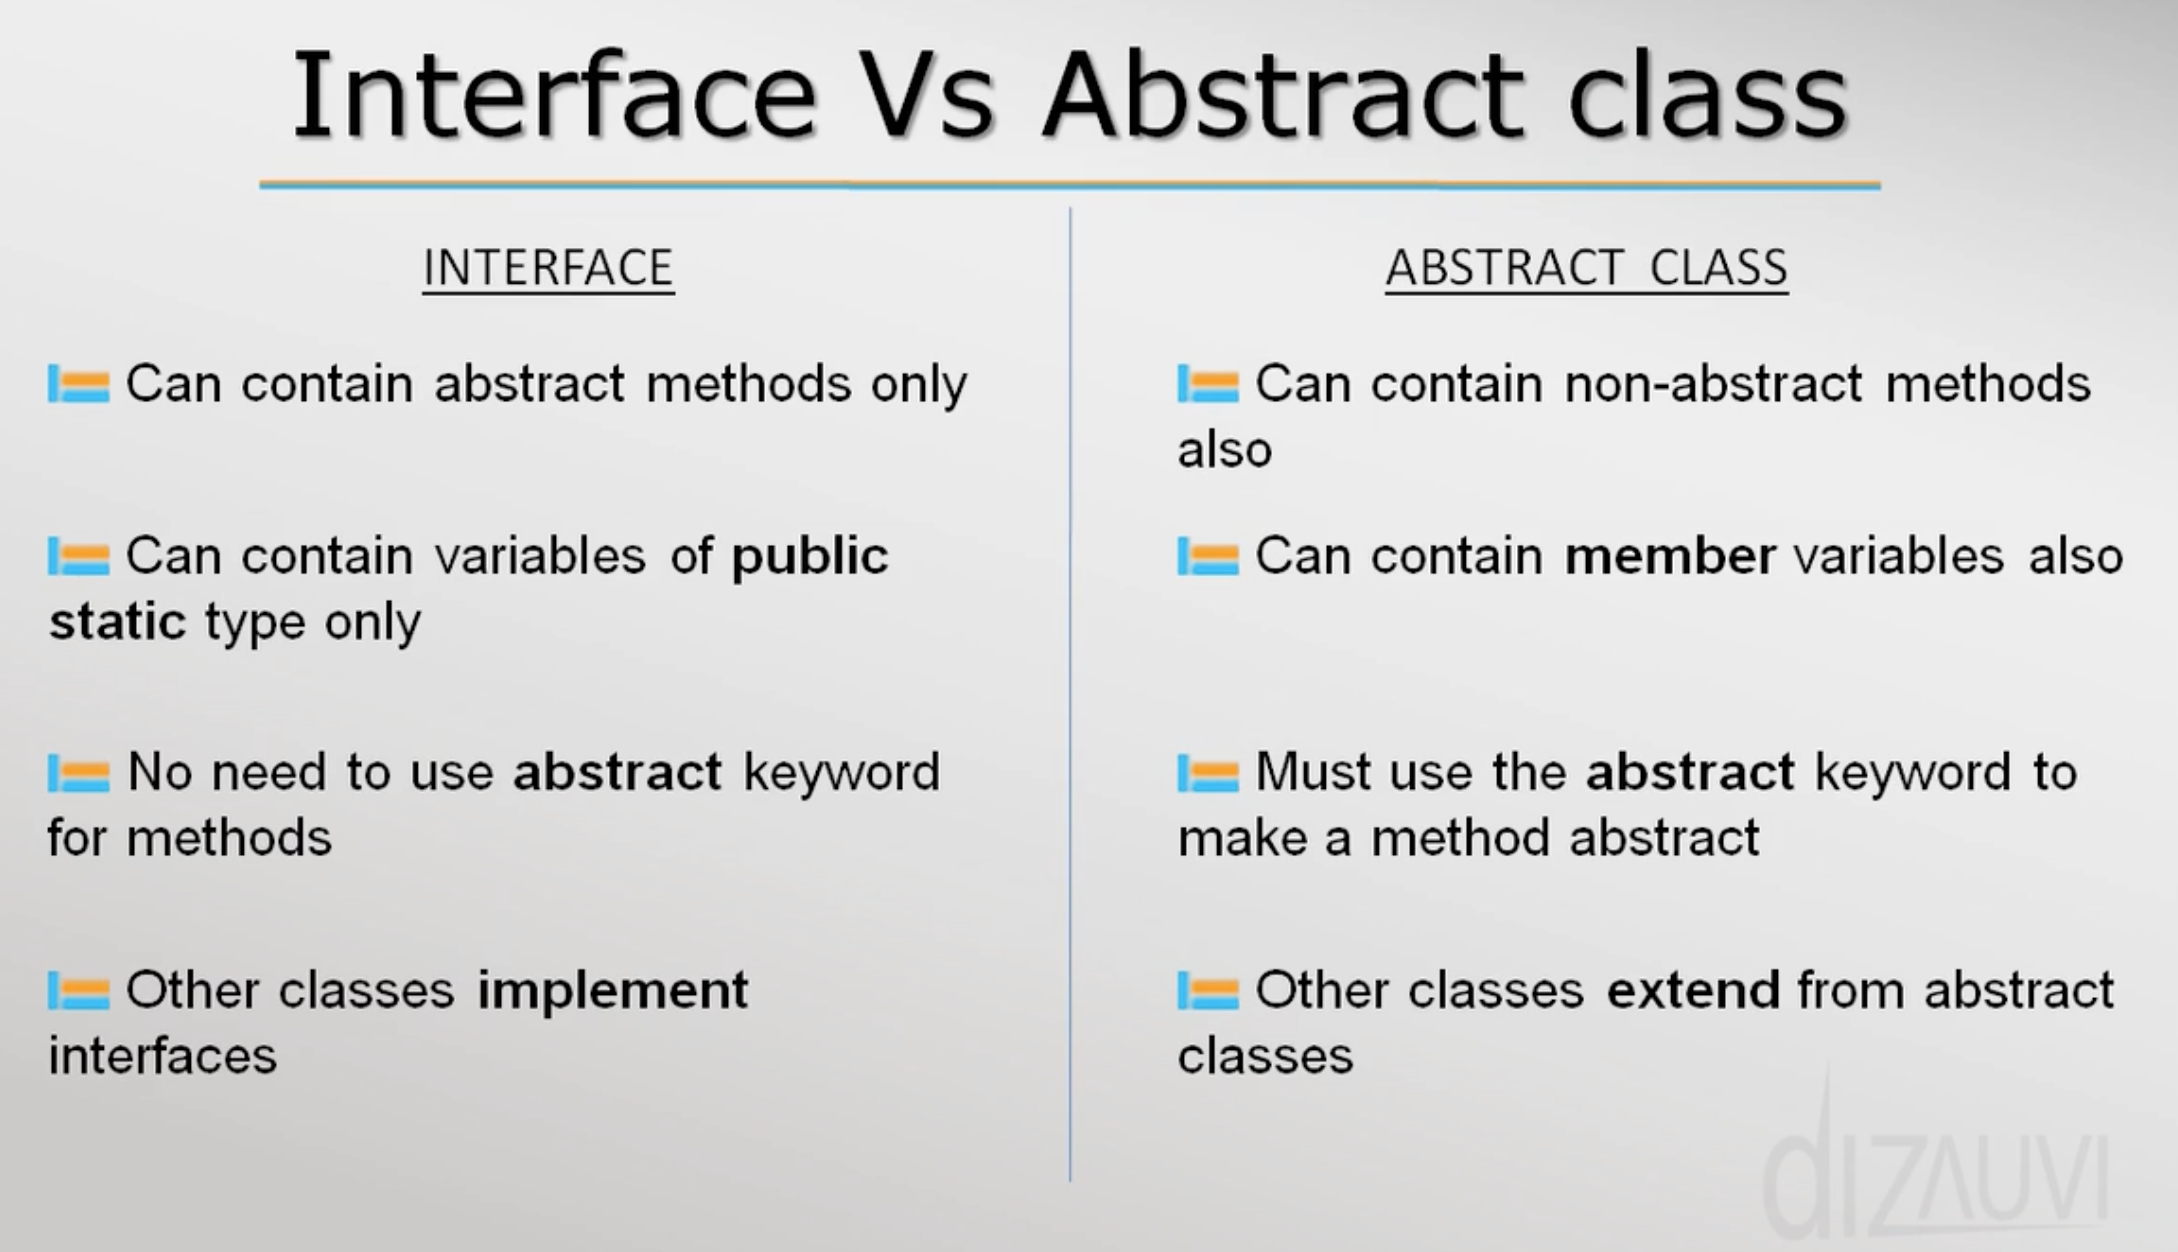 Interface Vs Abstract class
INTERFACE
Can contain abstract methods only
Can contain variables of public
static type only
No need to use abstract keyword
for methods
Other classes implement
interfaces
ABSTRACT CLASS
Can contain non-abstract methods
also
Can contain member variables also
Must use the abstract keyword to
make a method abstract
Other classes extend from abstract
classes
dizauvi